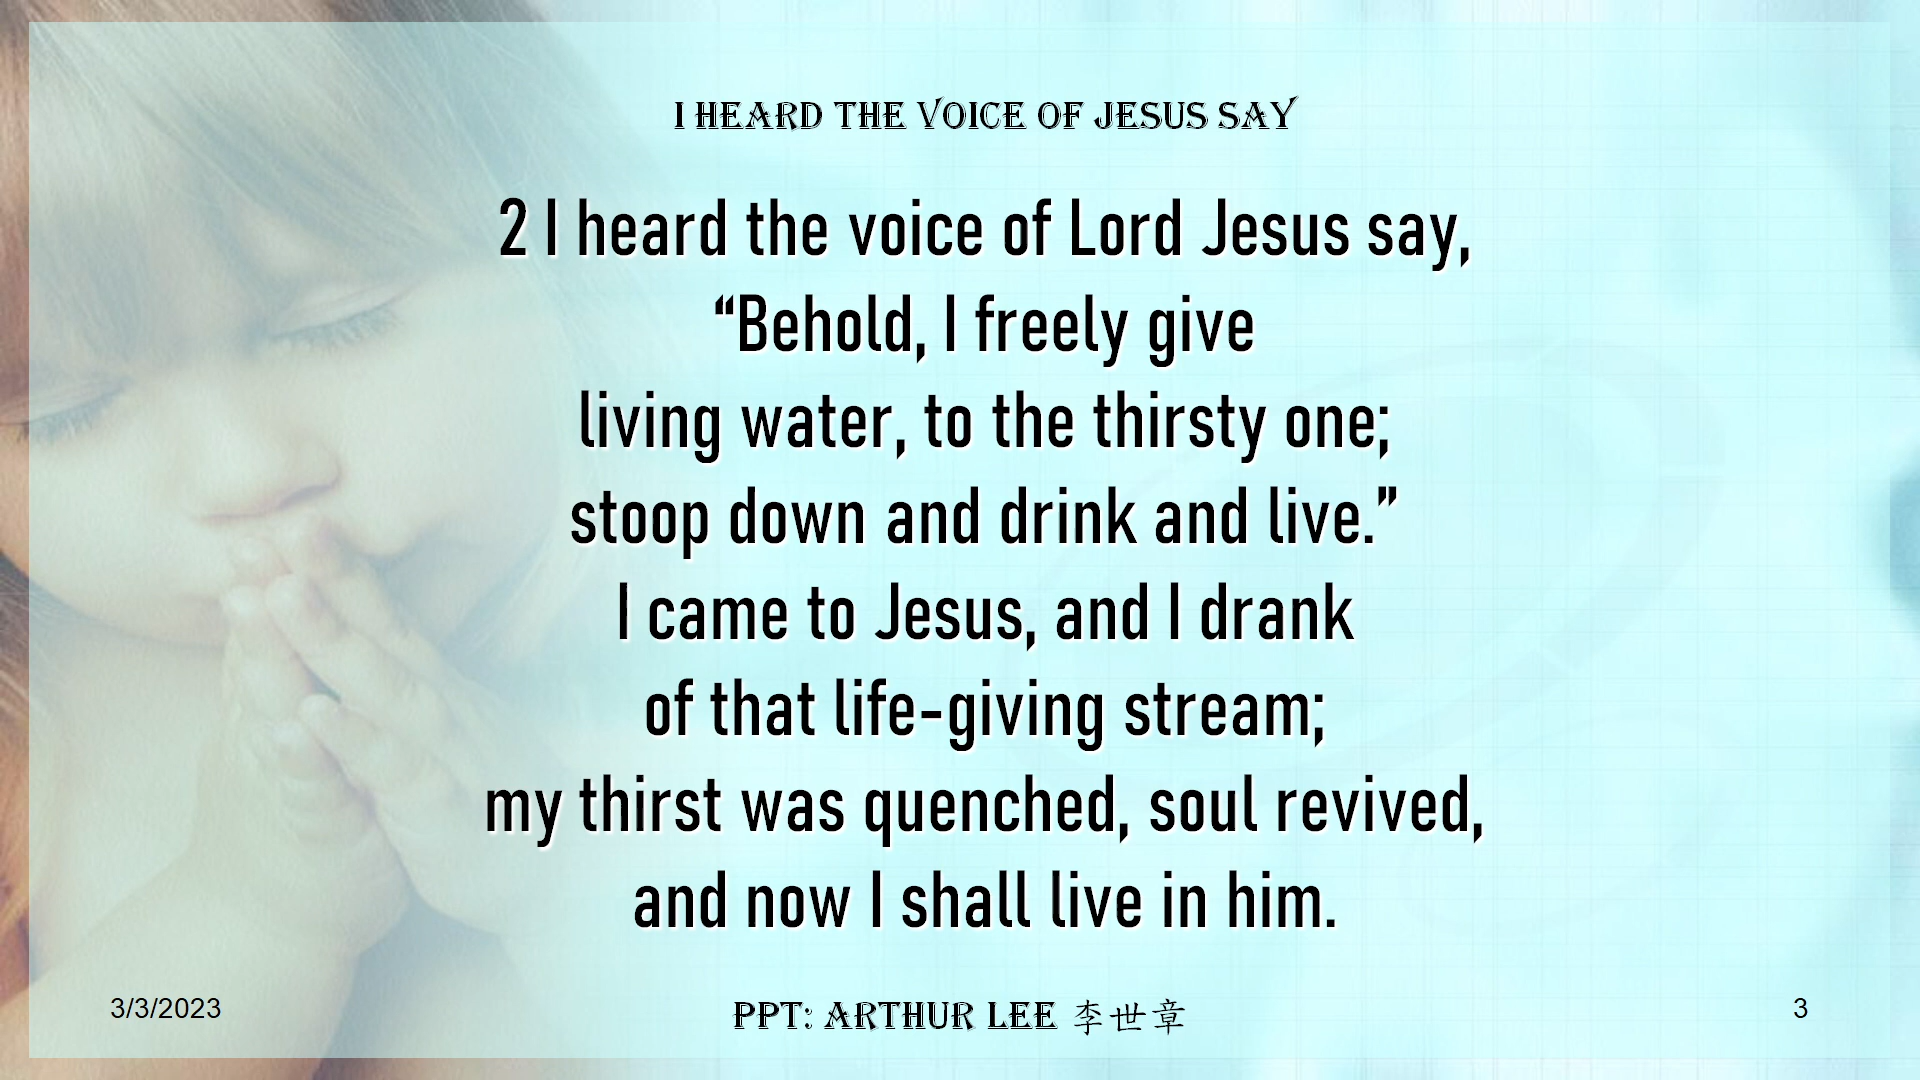 I HEARD THE VOICE OF JESUS SAY
2 I heard the voice of Lord Jesus say,
“Behold, I freely give
living water, to the thirsty one;
stoop down and drink and live.”
I came to Jesus, and I drank
of that life-giving stream;
my thirst was quenched, soul revived,
and now I shall live in him.
3/3/2023
PPT: ARTHUR LEE 李世章
3